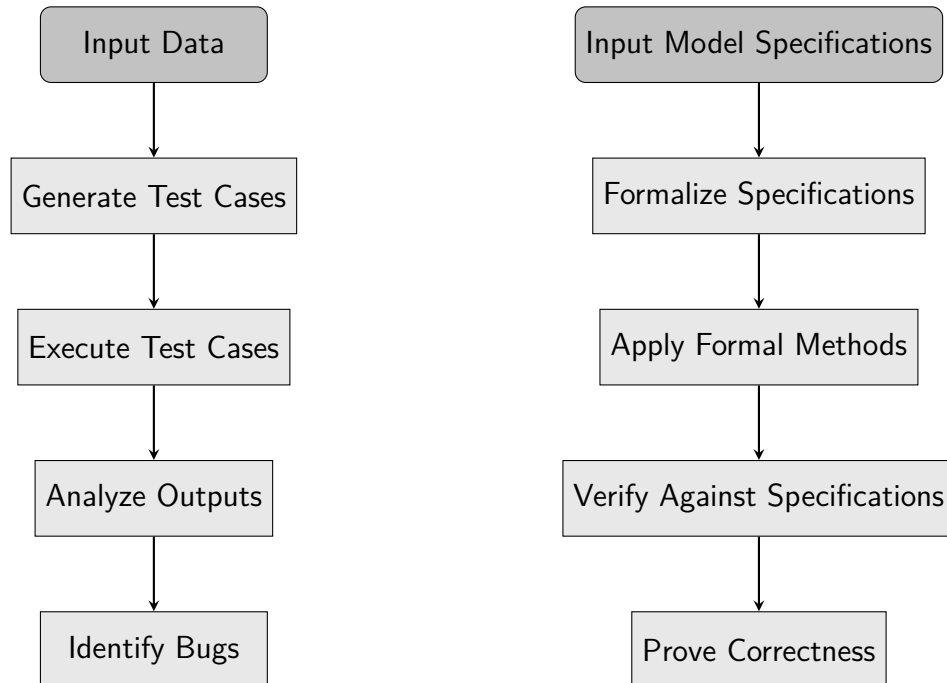 Input Data
Generate Test Cases
Execute Test Cases
Analyze Outputs
Identify Bugs
Input Model Specifications
Formalize Specifications
Apply Formal Methods
Verify Against Specifications
Prove Correctness